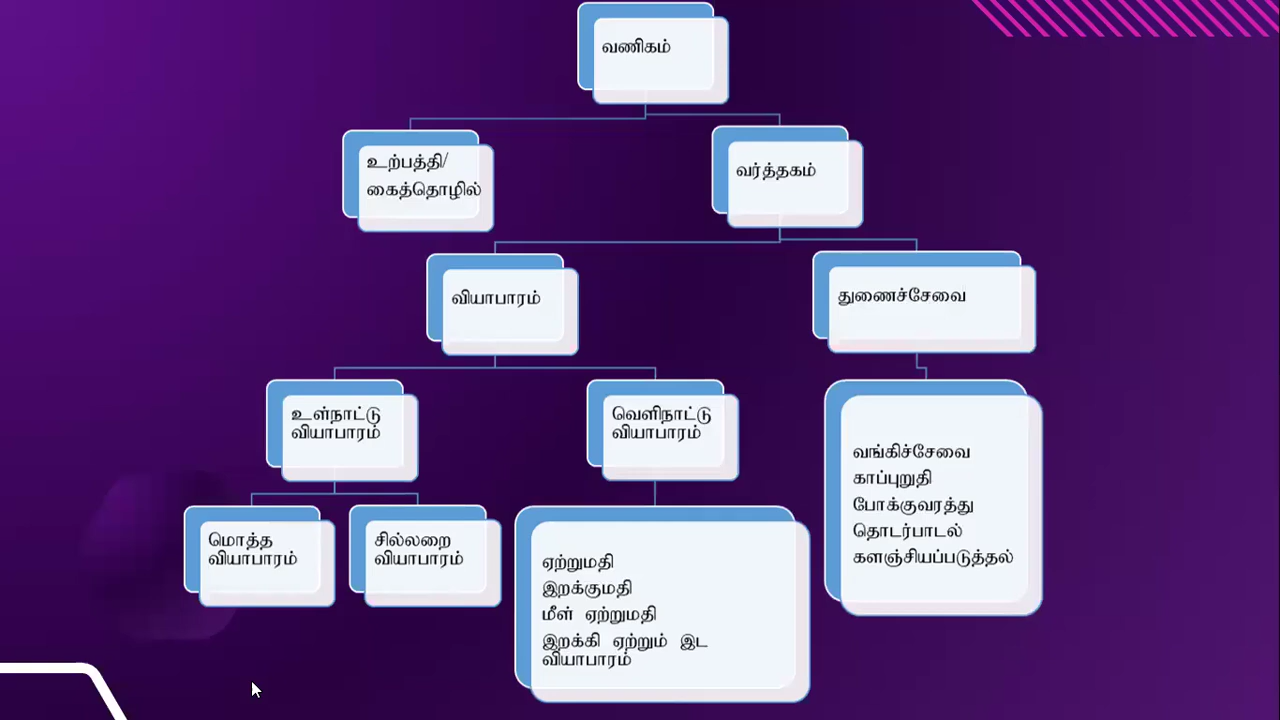 வணிகம்
உற்பத்தி/
கைத்தொழில்
வர்த்தகம்
வியாபாரம்
துணைச்சேவை
உள்நாட்டு
வியாபாரம்
வெளிநாட்டு
வியாபாரம்
வங்கிச்சேவை
காப்புறுதி
போக்குவரத்து
தொடர்பாடல்
களஞ்சியப்படுத்தல்
மொத்த
வியாபாரம்
சில்லறை
வியாபாரம்
ஏற்றுமதி
இறக்குமதி
மீள் ஏற்றுமதி
இறக்கி ஏற்றும் இட
வியாபாரம்